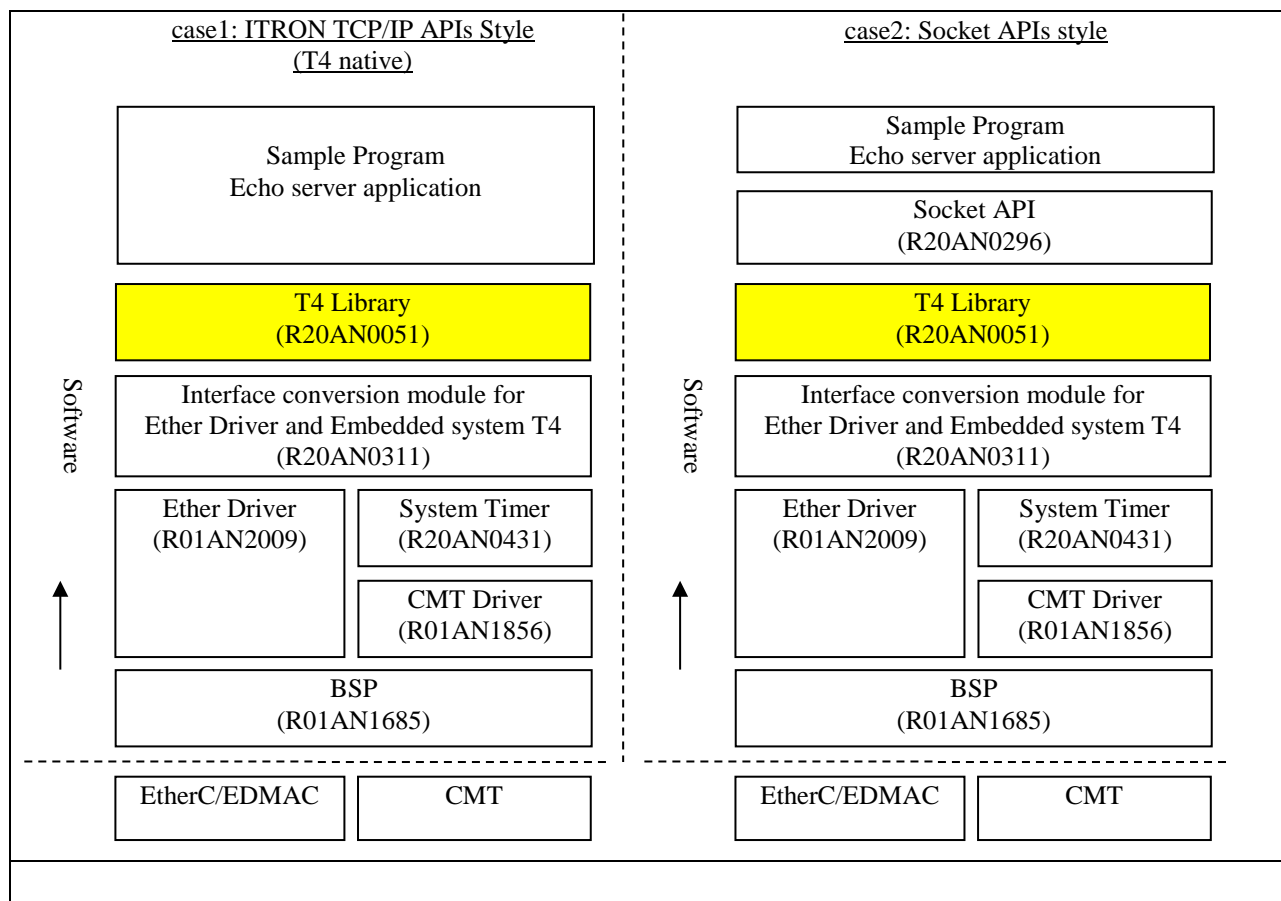 case1: ITRON TCP/IP APIs Style
(T4 native)
Sample Program
Echo server application
T4 Library
(R20AN0051)
Interface conversion module for
Ether Driver and Embedded system T4
(R20AN0311)
Software
Ether Driver
(R01AN2009)
System Timer
(R20AN0431)
CMT Driver
(R01AN1856)
BSP
(R01AN1685)
EtherC/EDMAC
CMT
case2: Socket APIs style
Sample Program
Echo server application
Socket API
(R20AN0296)
T4 Library
(R20AN0051)
Interface conversion module for
Ether Driver and Embedded system T4
(R20AN0311)
Software
Ether Driver
(R01AN2009)
System Timer
(R20AN0431)
CMT Driver
(R01AN1856)
BSP
(R01AN1685)
EtherC/EDMAC
CMT